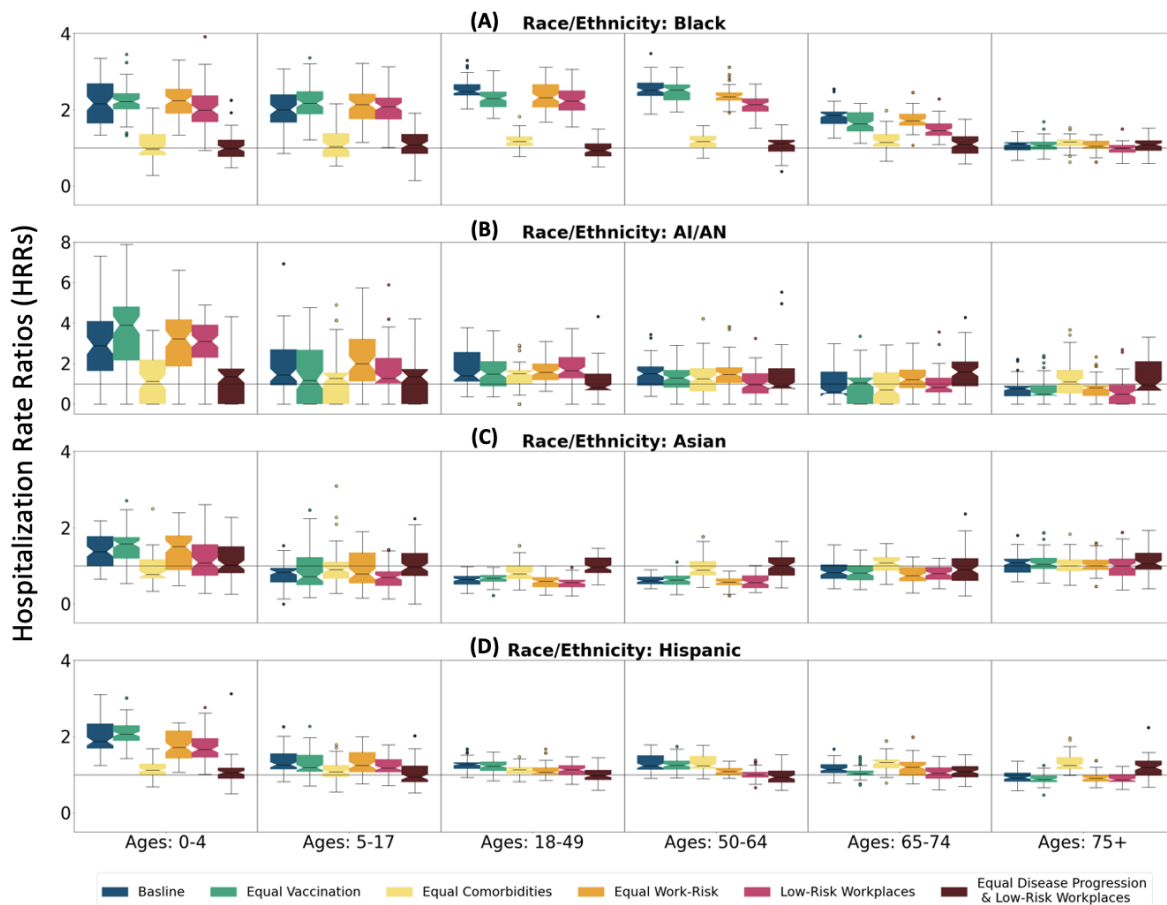 (A) Race/Ethnicity: Black
4
2
0
(B) Race/Ethnicity: AI/AN
8
6
4
2
0
(C) Race/Ethnicity: Asian
4
2
0
(D) Race/Ethnicity: Hispanic
4
2
0
Hospitalization Rate Ratios (HRRs)
Ages: 0-4 Ages: 5-17 Ages: 18-49 Ages: 50-64 Ages: 65-74 Ages: 75+
Basline Equal Vaccination Equal Comorbidities Equal Work-Risk Low-Risk Workplaces Equal Disease Progression
& Low-Risk Workplaces